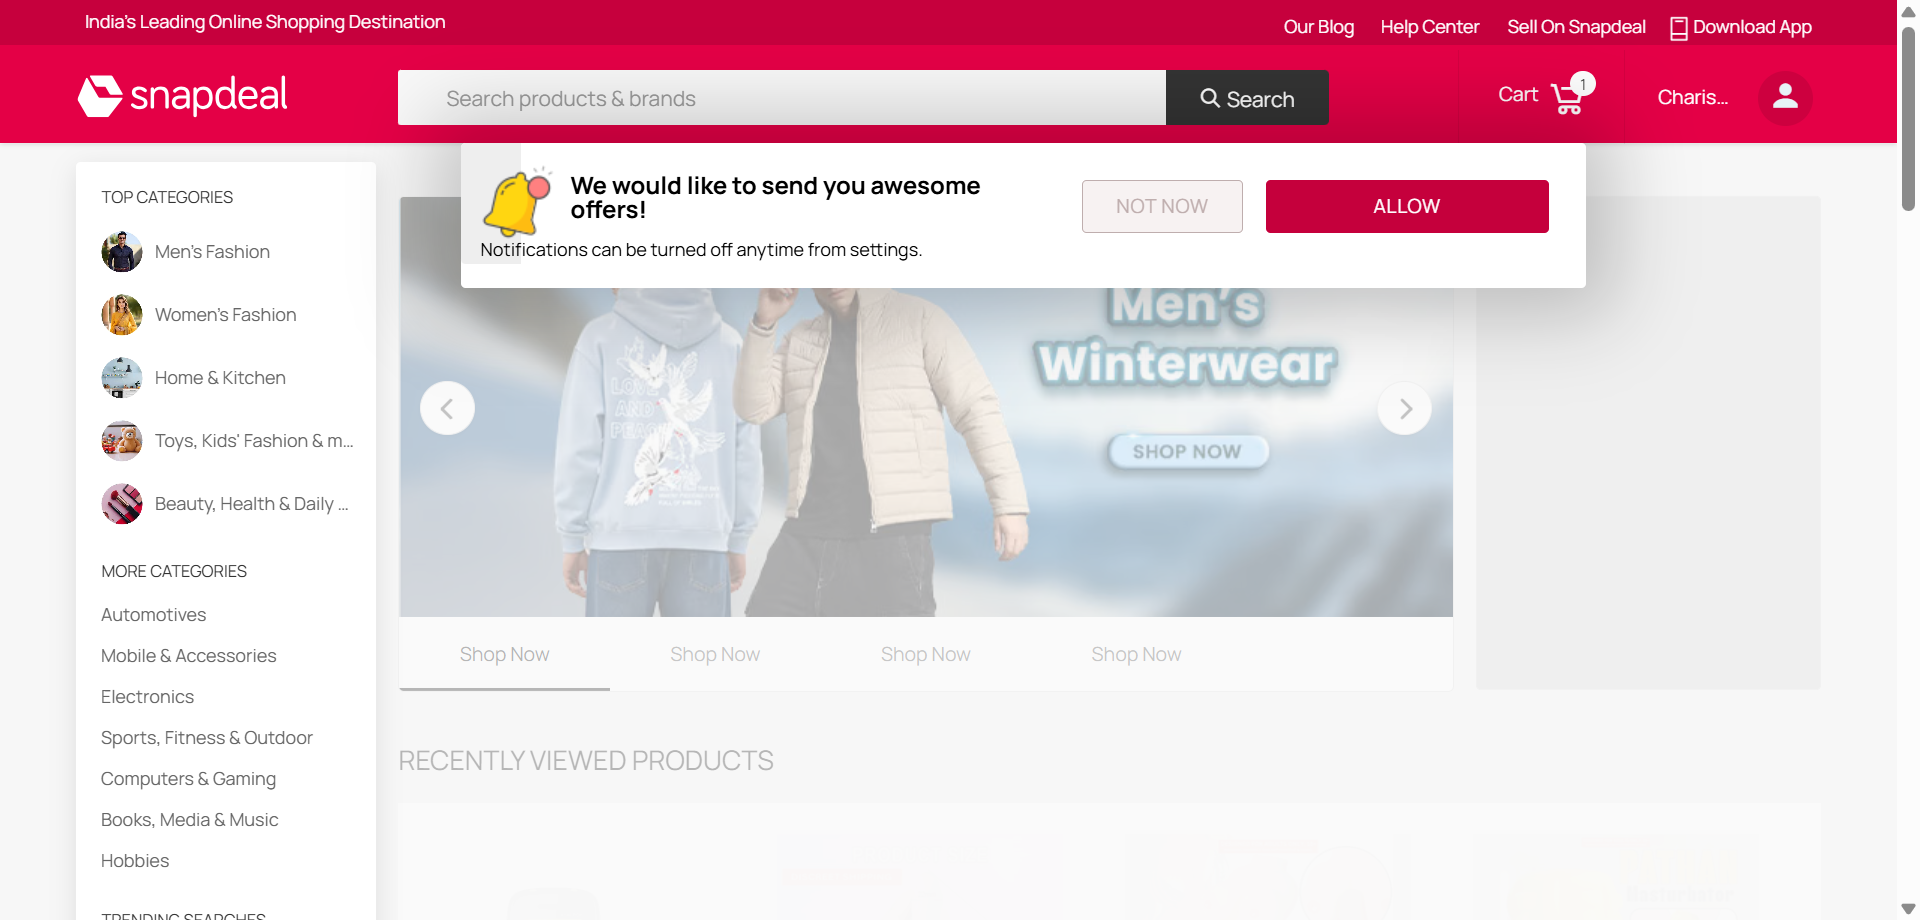 India's Leading Online Shopping Destination
Our Blog
Help Center
Sell On Snapdeal
Download App
snapdeal
Search products & brands
Search
Cart
1
Charis...
We would like to send you awesome
offers!
Notifications can be turned off anytime from settings.
NOT NOW
ALLOW
TOP CATEGORIES
Men's Fashion
Women's Fashion
Home & Kitchen
Toys, Kids' Fashion & m...
Beauty, Health & Daily ...
MORE CATEGORIES
Automotives
Mobile & Accessories
Electronics
Sports, Fitness & Outdoor
Computers & Gaming
Books, Media & Music
Hobbies
TRENDING SEARCHES
LOVE
AND
PEACE
Men's
Winterwear
SHOP NOW
Shop Now
Shop Now
Shop Now
Shop Now
RECENTLY VIEWED PRODUCTS